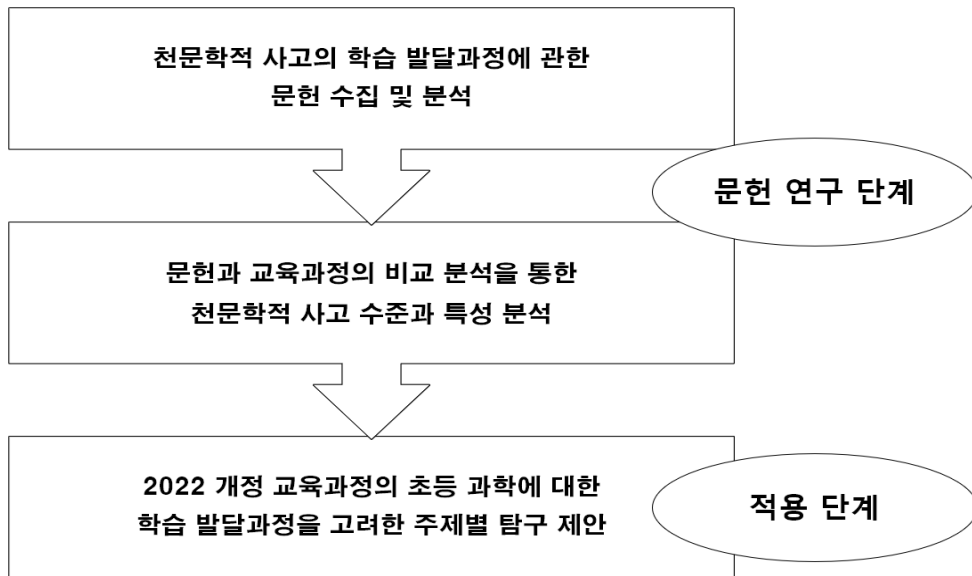 천문학적 사고의 학습 발달과정에 관한
문헌 수집 및 분석
문헌 연구 단계
문헌과 교육과정의 비교 분석을 통한
천문학적 사고 수준과 특성 분석
2022 개정 교육과정의 초등 과학에 대한
학습 발달과정을 고려한 주제별 탐구 제안
적용 단계